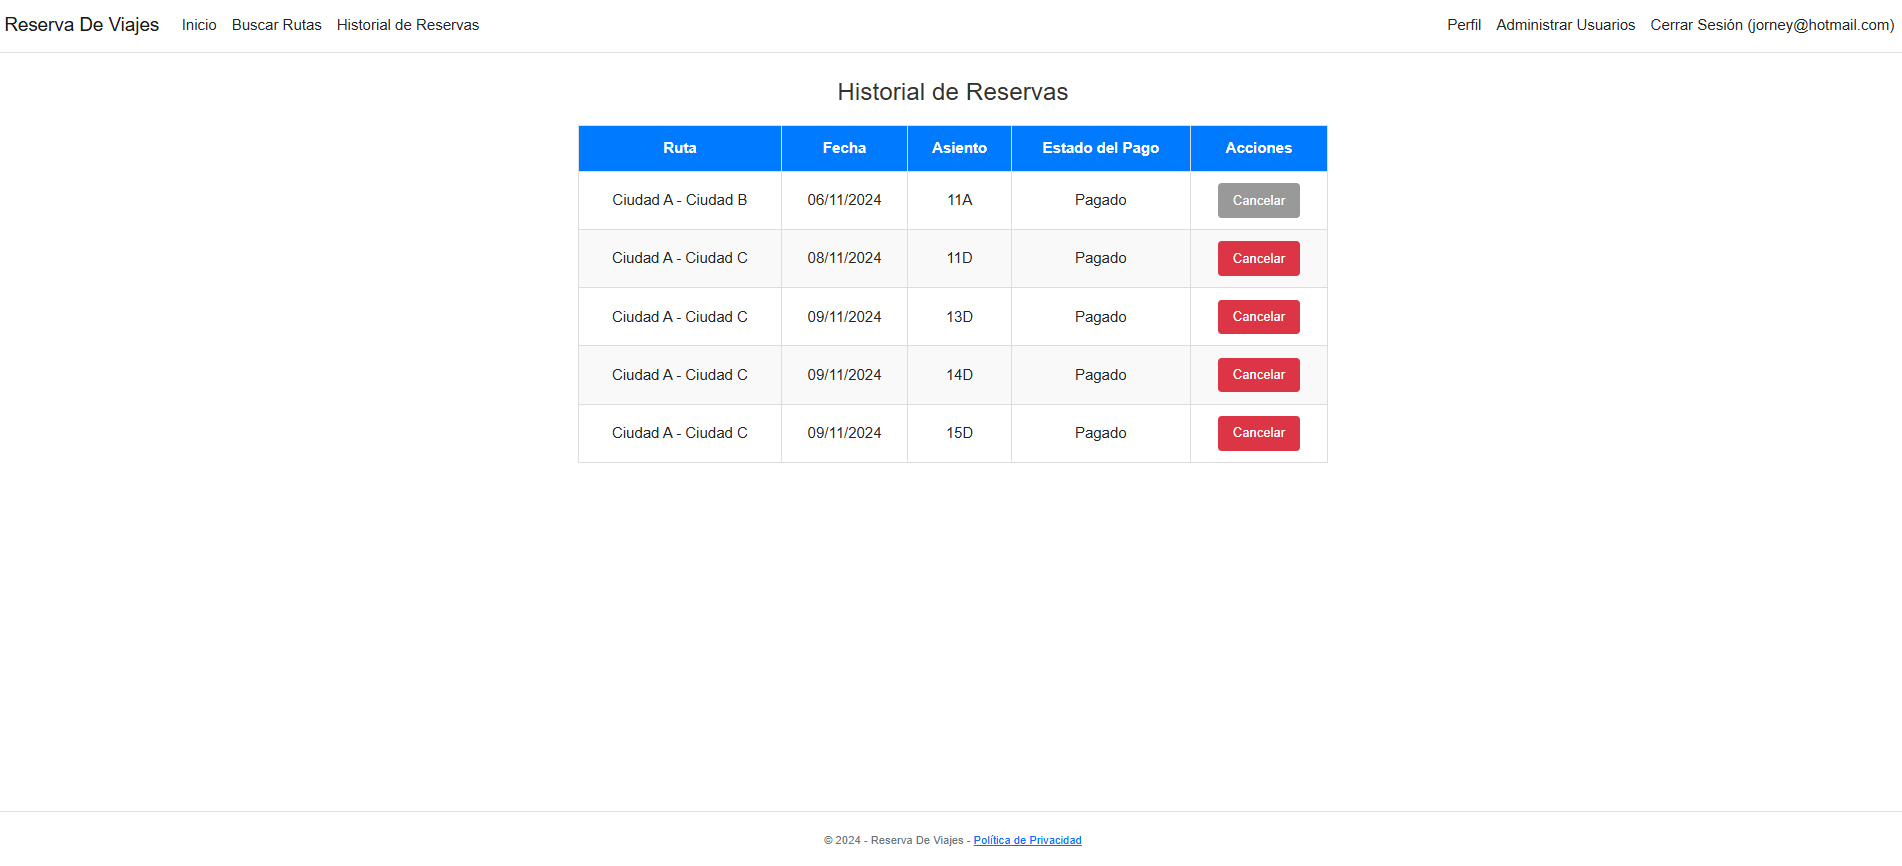 Reserva De Viajes Inicio Buscar Rutas Historial de Reservas Perfil Administrar Usuarios Cerrar Sesión (jorney@hotmail.com)
Historial de Reservas
Ruta Fecha Asiento Estado del Pago Acciones
Ciudad A - Ciudad B 06/11/2024 11A Pagado Cancelar
Ciudad A - Ciudad C 08/11/2024 11D Pagado Cancelar
Ciudad A - Ciudad C 09/11/2024 13D Pagado Cancelar
Ciudad A - Ciudad C 09/11/2024 14D Pagado Cancelar
Ciudad A - Ciudad C 09/11/2024 15D Pagado Cancelar
© 2024 - Reserva De Viajes - Política de Privacidad